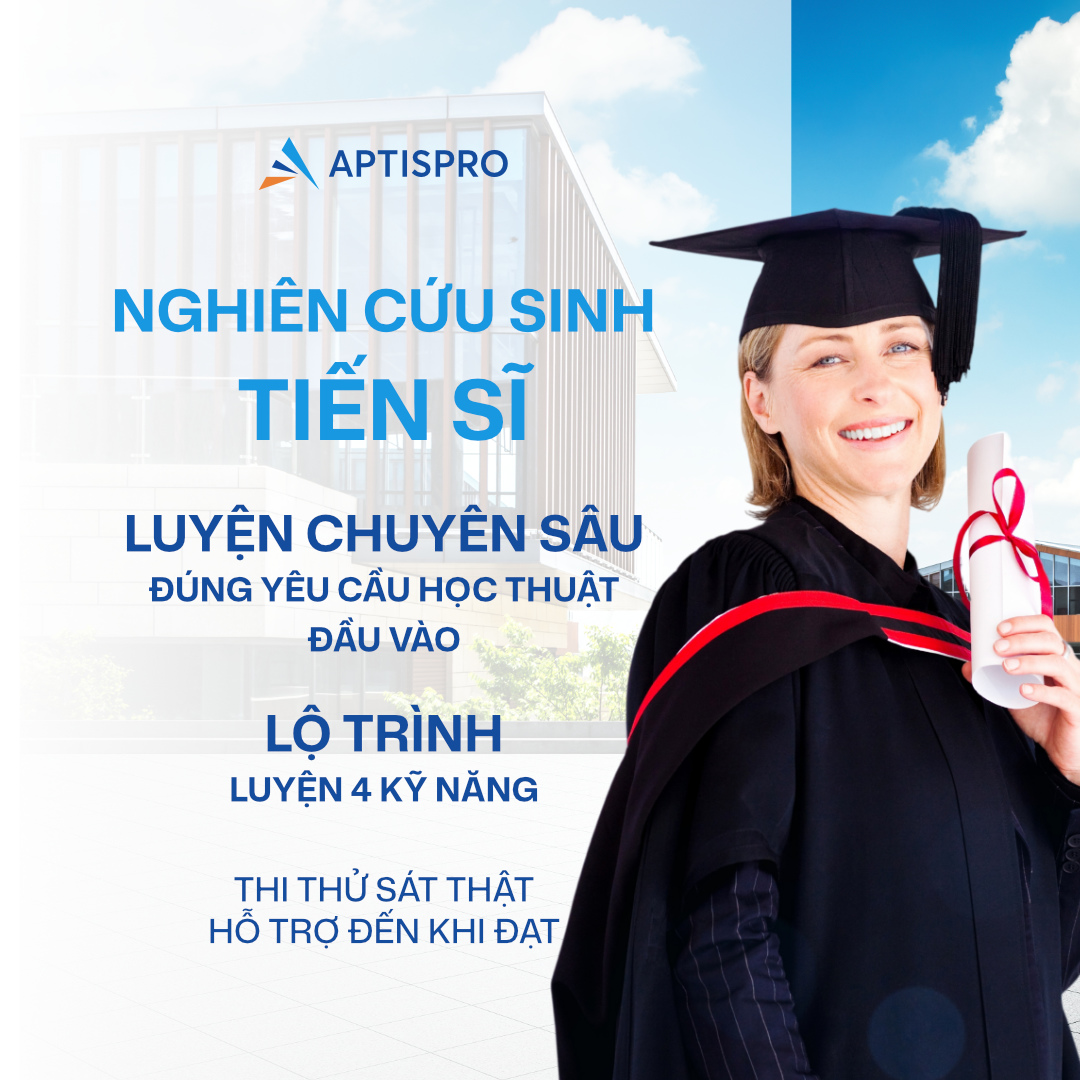 APTISPRO
NGHIÊN CỨU SINH
TIẾN SĨ
LUYỆN CHUYÊN SÂU
ĐÚNG YÊU CẦU HỌC THUẬT
ĐẦU VÀO
LỘ TRÌNH
LUYỆN 4 KỸ NĂNG
THI THỬ SÁT THẬT
HỖ TRỢ ĐẾN KHI ĐẠT